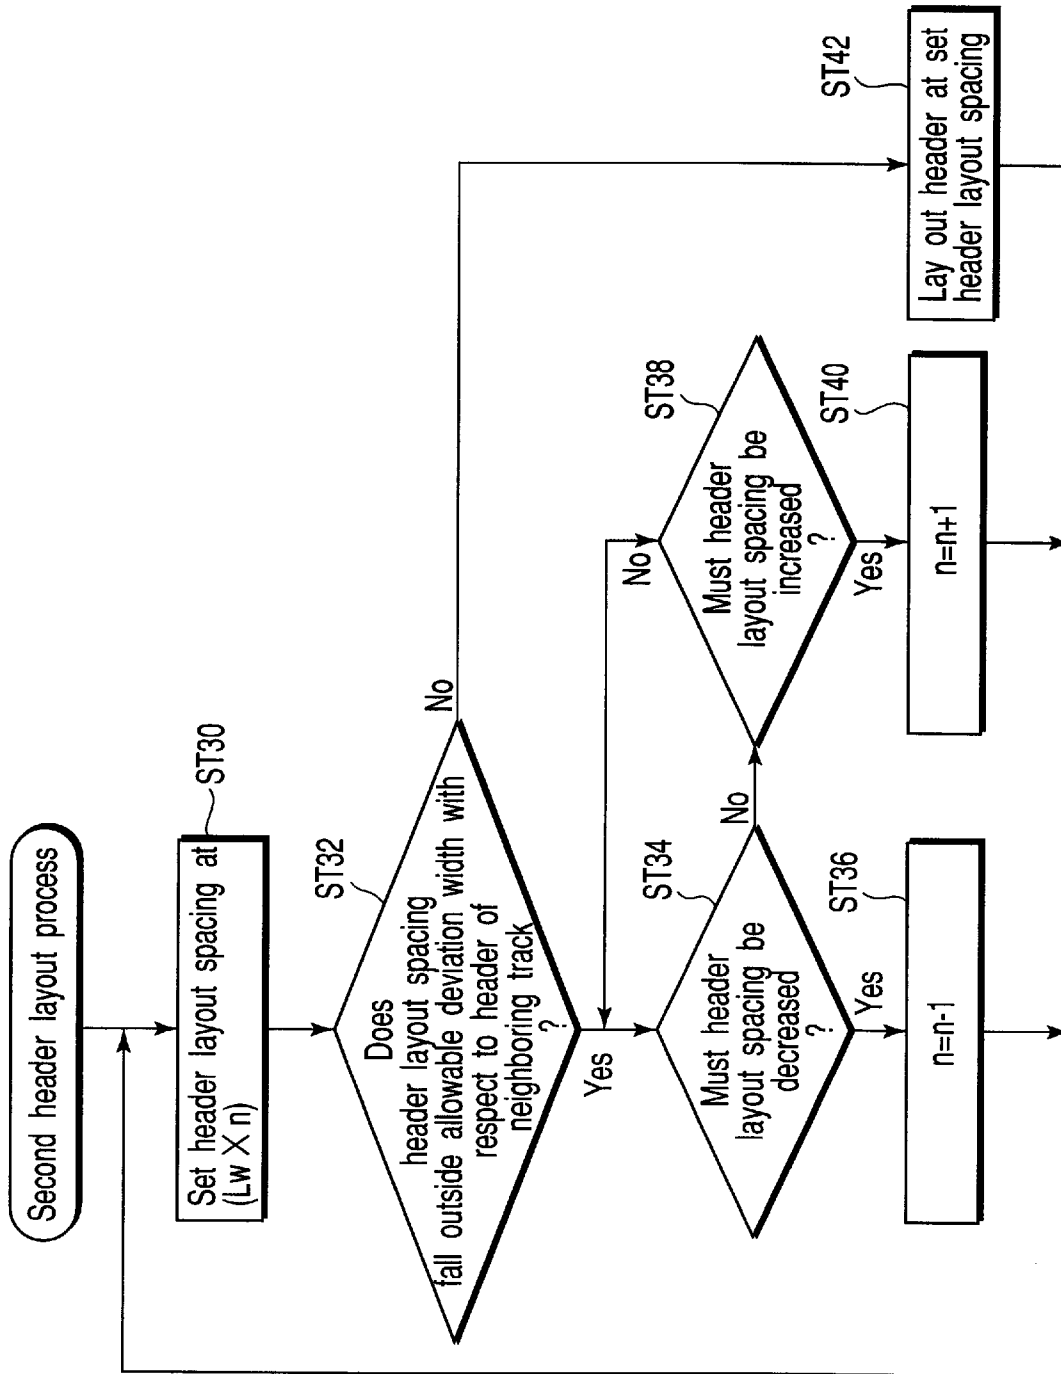 Second header layout process
Set header layout spacing at
(Lw × n)
ST30
Does
header layout spacing
fall outside allowable deviation width with
respect to header of
neighboring track
?
ST32
No
Yes
Must header
layout spacing be
decreased
?
ST34
No
Yes
n=n-1
ST36
Must header
layout spacing be
increased
?
ST38
No
Yes
n=n+1
ST40
Lay out header at set
header layout spacing
ST42